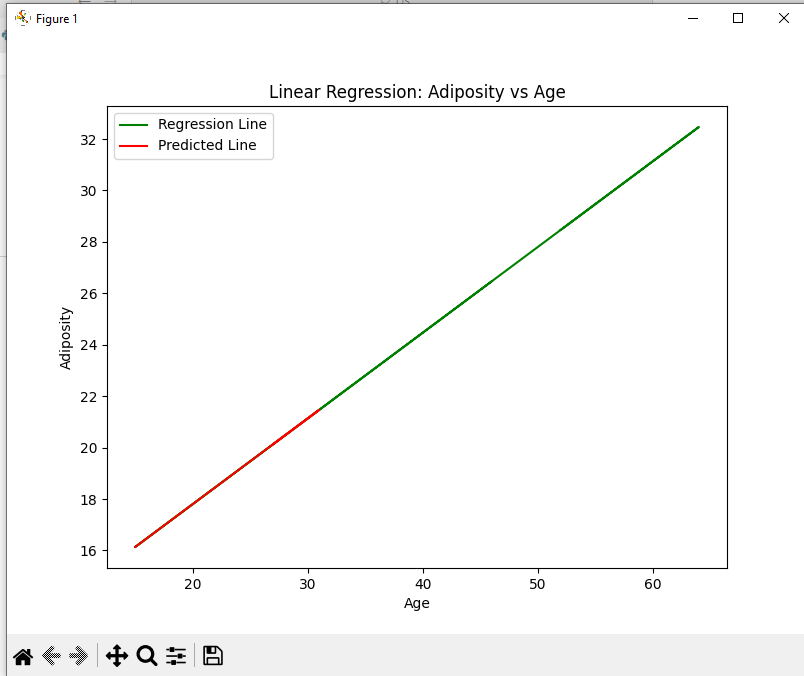 Figure 1
Linear Regression: Adiposity vs Age
Regression Line
Predicted Line
32
30
28
26
24
22
20
18
16
Adiposity
20 30 40 50 60
Age